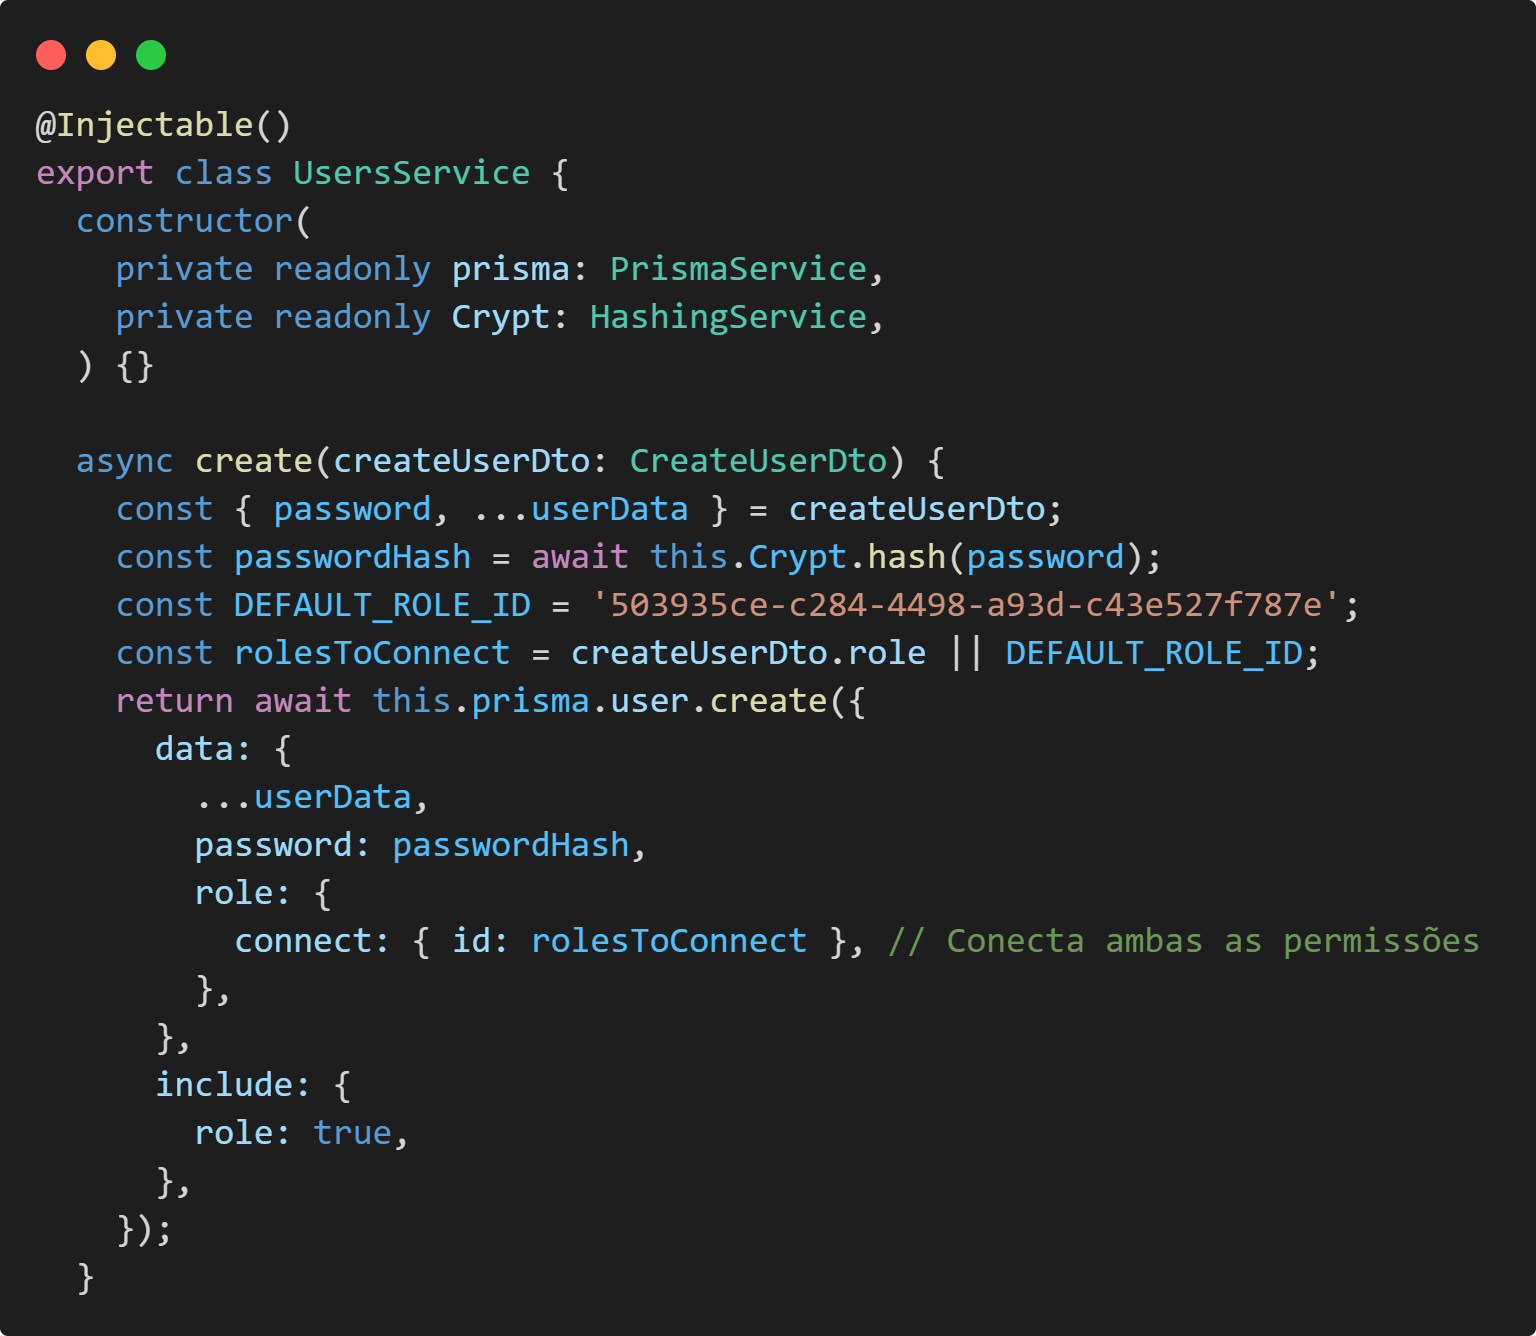 @Injectable()
export class UsersService {
  constructor(
    private readonly prisma: PrismaService,
    private readonly Crypt: HashingService,
  ) {}

  async create(createUserDto: CreateUserDto) {
    const { password, ...userData } = createUserDto;
    const passwordHash = await this.Crypt.hash(password);
    const DEFAULT_ROLE_ID = '503935ce-c284-4498-a93d-c43e527f787e';
    const rolesToConnect = createUserDto.role || DEFAULT_ROLE_ID;
    return await this.prisma.user.create({
      data: {
        ...userData,
        password: passwordHash,
        role: {
          connect: { id: rolesToConnect }, // Conecta ambas as permissões
        },
      },
      include: {
        role: true,
      },
    });
  }